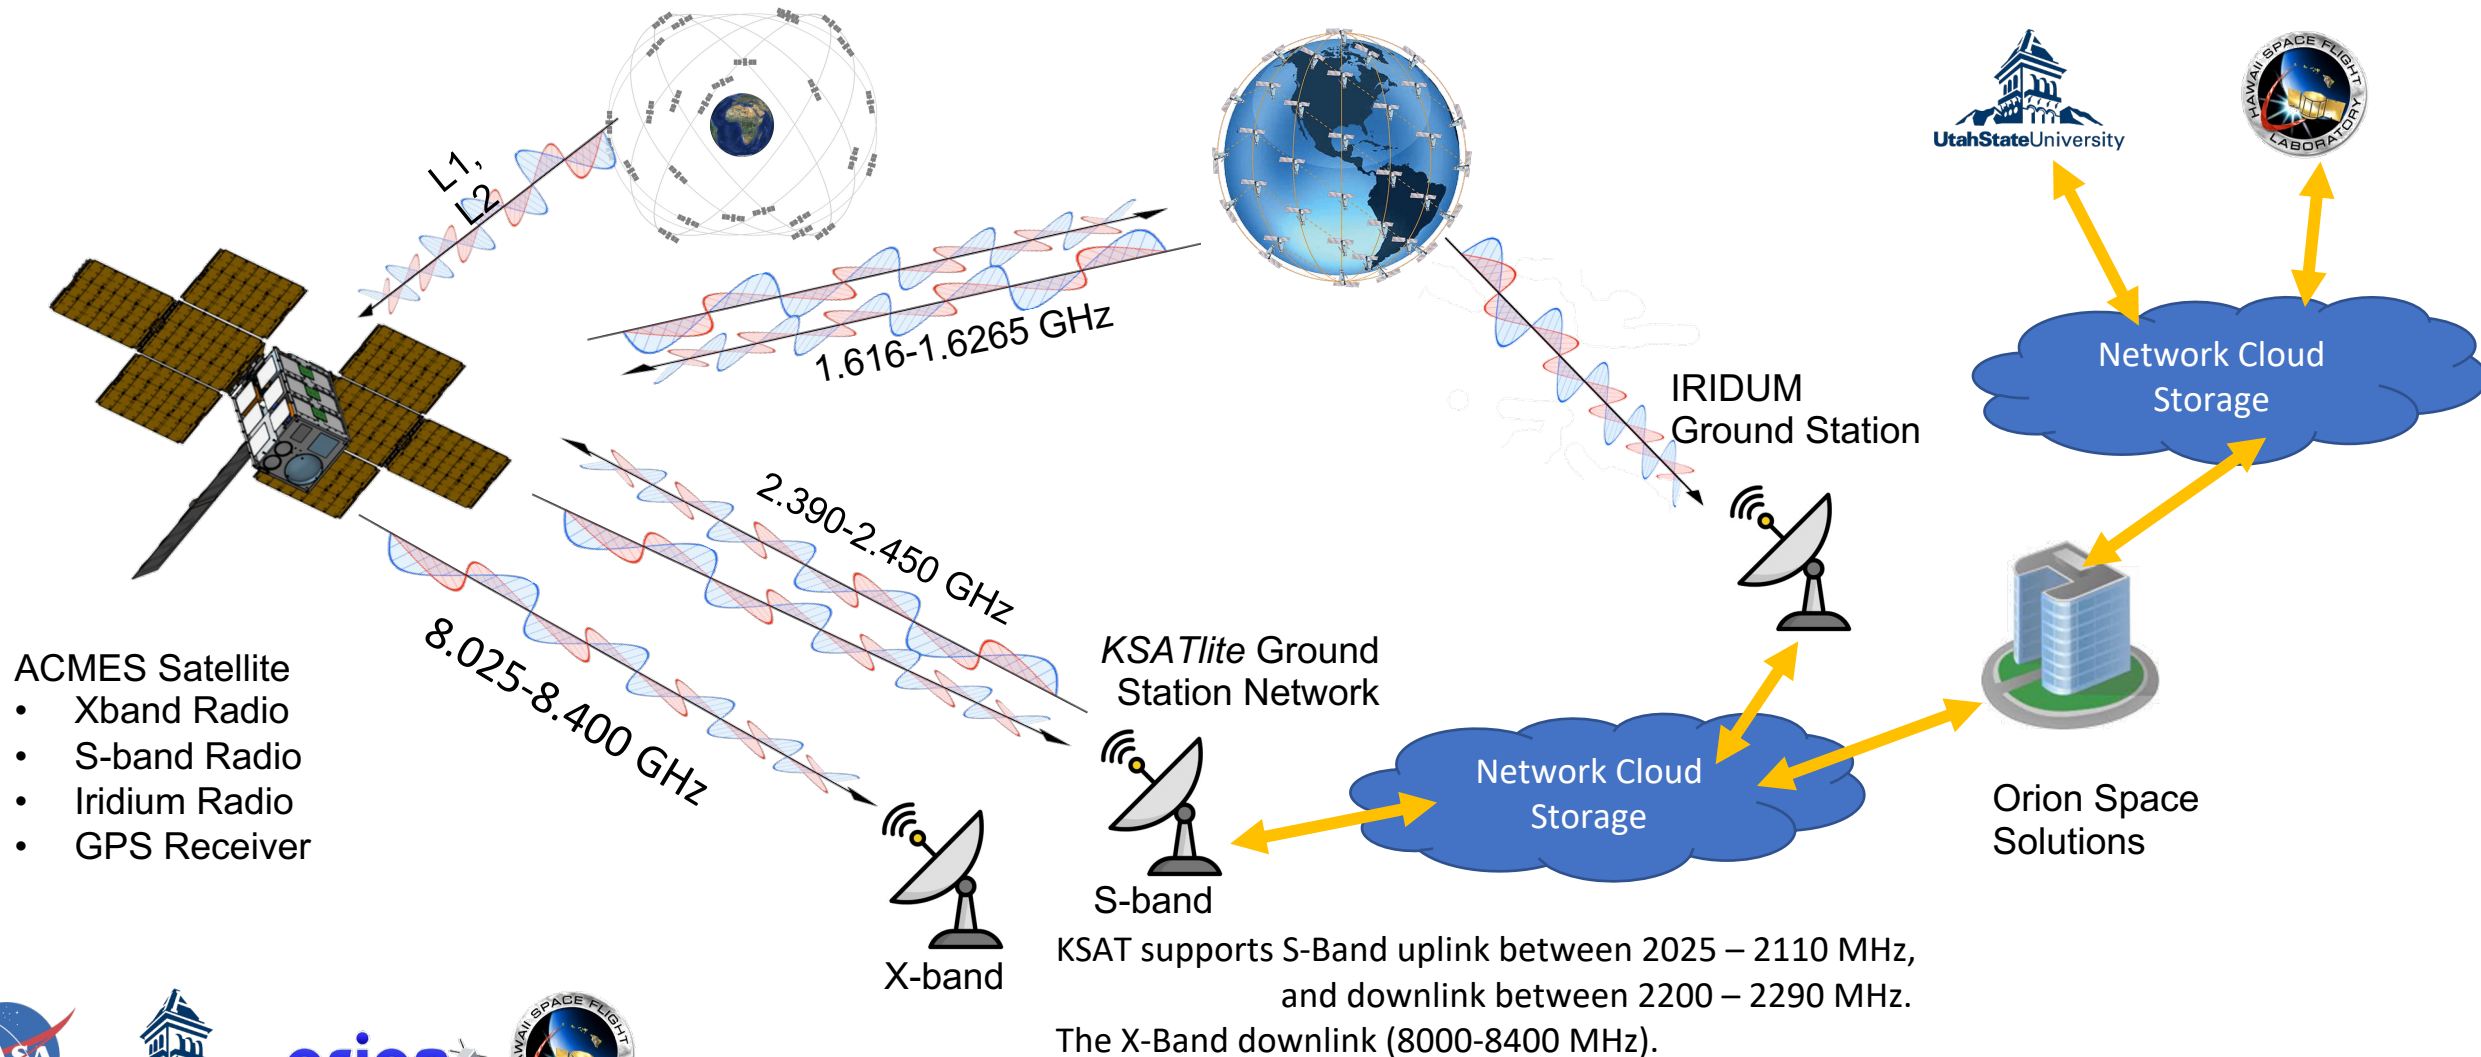 L1,
L2
1.616-1.6265 GHz
UtahStateUniversity
HAWAII SPACE FLIGHT LABORATORY
Network Cloud
Storage
IRIDUM
Ground Station
2.390-2.450 GHz
8.025-8.400 GHz
ACMES Satellite
• Xband Radio
• S-band Radio
• Iridium Radio
• GPS Receiver
KSATlite Ground
Station Network
Network Cloud
Storage
Orion Space
Solutions
S-band
X-band
KSAT supports S-Band uplink between 2025 – 2110 MHz,
and downlink between 2200 – 2290 MHz.
The X-Band downlink (8000-8400 MHz).
SPACE FLIGHT